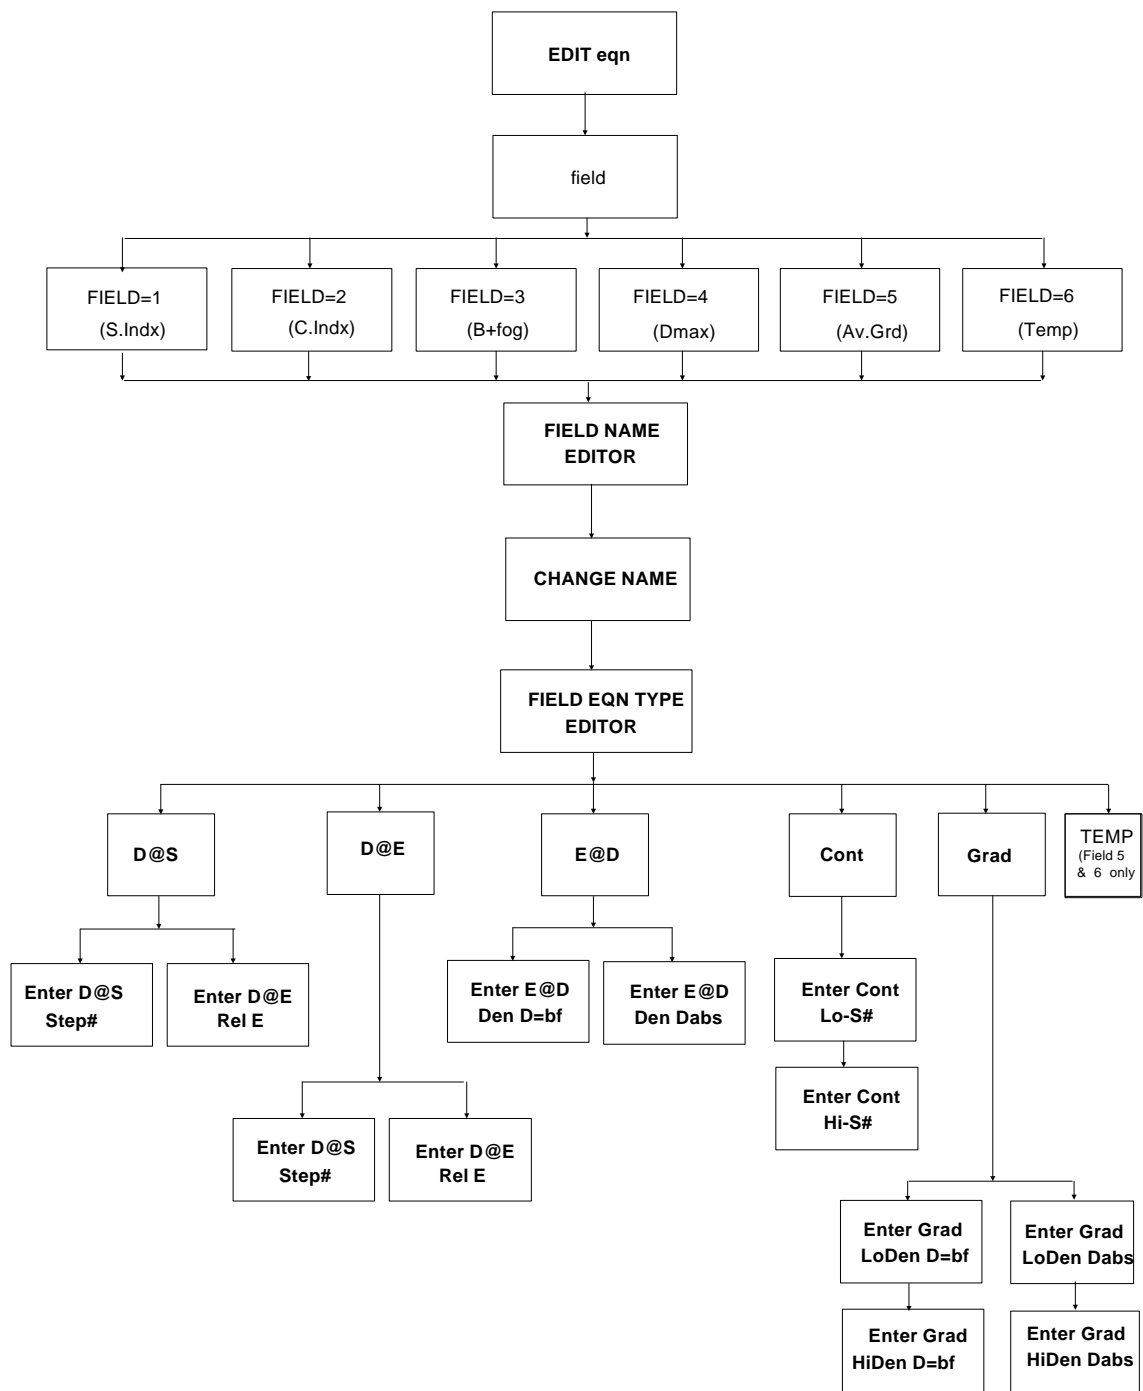 EDIT eqn
field
FIELD=1
(S.Indx)
FIELD=2
(C.Indx)
FIELD=3
(B+fog)
FIELD=4
(Dmax)
FIELD=5
(Av.Grd)
FIELD=6
(Temp)
FIELD NAME
EDITOR
CHANGE NAME
FIELD EQN TYPE
EDITOR
D@S
D@E
E@D
Cont
Grad
TEMP
(Field 5
& 6 only
Enter D@S
Step#
Enter D@E
Rel E
Enter E@D
Den D=bf
Enter E@D
Den Dabs
Enter Cont
Lo-S#
Enter Cont
Hi-S#
Enter D@S
Step#
Enter D@E
Rel E
Enter Grad
LoDen D=bf
Enter Grad
LoDen Dabs
Enter Grad
HiDen D=bf
Enter Grad
HiDen Dabs